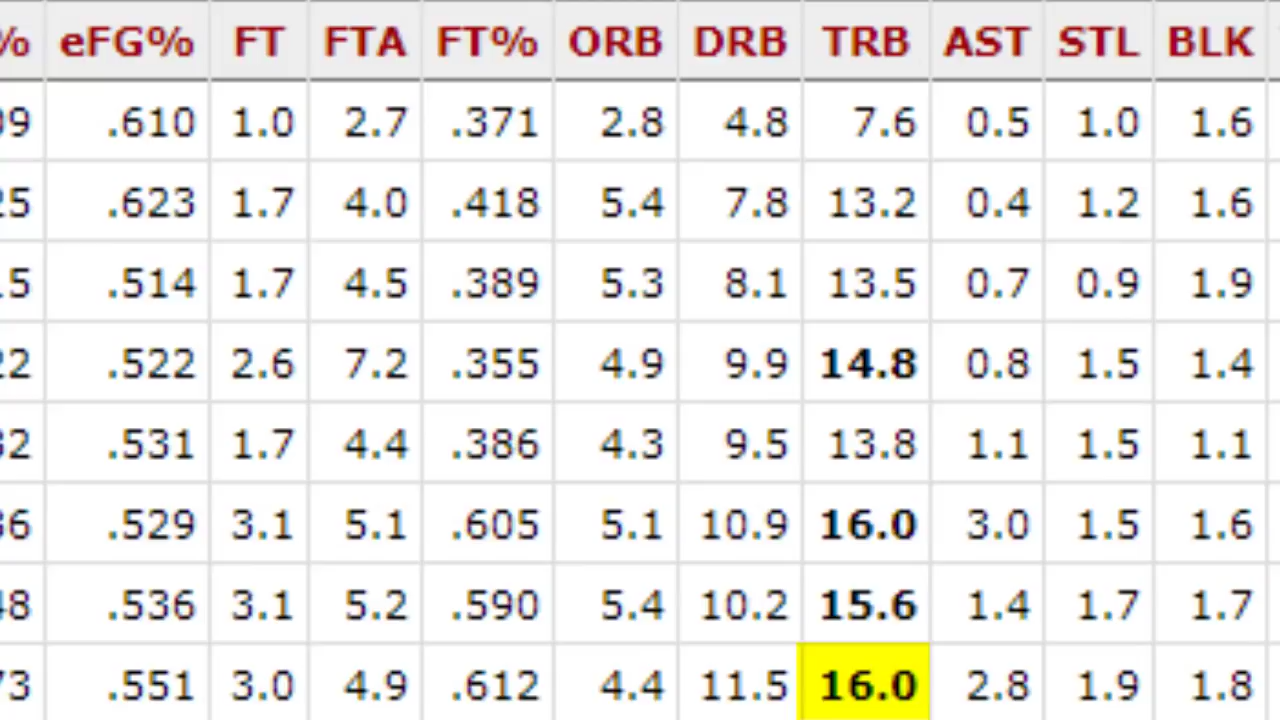 % eFG% FT FTA FT% ORB DRB TRB AST STL BLK
09 .610 1.0 2.7 .371 2.8 4.8 7.6 0.5 1.0 1.6
25 .623 1.7 4.0 .418 5.4 7.8 13.2 0.4 1.2 1.6
.5 .514 1.7 4.5 .389 5.3 8.1 13.5 0.7 0.9 1.9
22 .522 2.6 7.2 .355 4.9 9.9 14.8 0.8 1.5 1.4
32 .531 1.7 4.4 .386 4.3 9.5 13.8 1.1 1.5 1.1
36 .529 3.1 5.1 .605 5.1 10.9 16.0 3.0 1.5 1.6
48 .536 3.1 5.2 .590 5.4 10.2 15.6 1.4 1.7 1.7
73 .551 3.0 4.9 .612 4.4 11.5 16.0 2.8 1.9 1.8